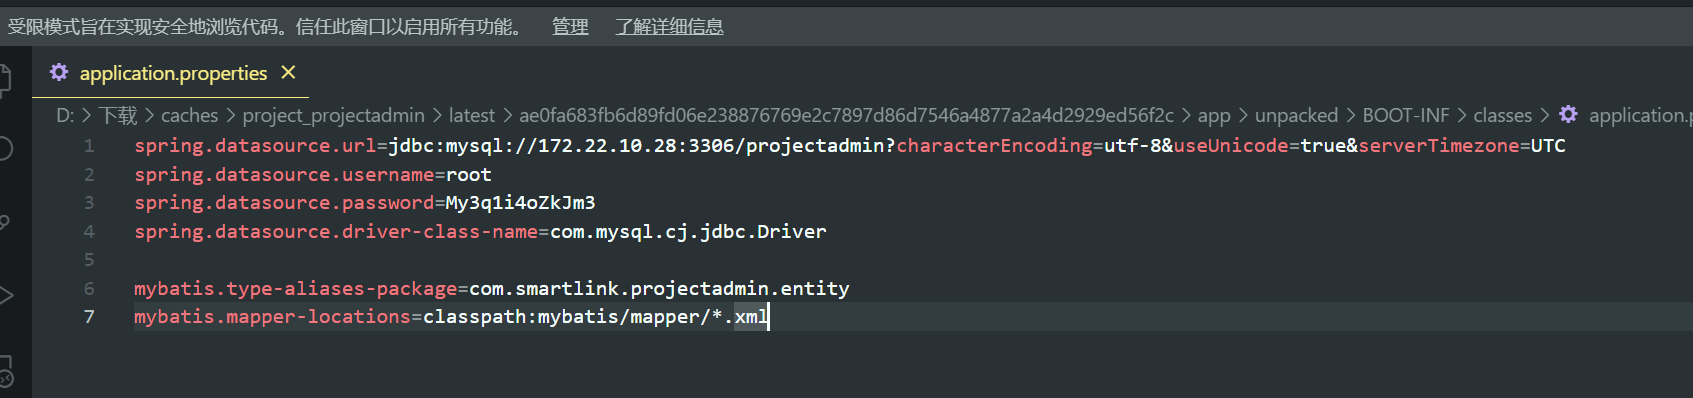 受限模式旨在实现安全地浏览代码。信任此窗口以启用所有功能。 管理 了解详细信息
application.properties
D: > 下载 > caches > project_projectadmin > latest > ae0fa683fb6d89fd06e238876769e2c7897d86d7546a4877a2a4d2929ed56f2c > app > unpacked > BOOT-INF > classes > application.p
1 spring.datasource.url=jdbc:mysql://172.22.10.28:3306/projectadmin?characterEncoding=utf-8&useUnicode=true&serverTimezone=UTC
2 spring.datasource.username=root
3 spring.datasource.password=My3q1i4oZkJm3
4 spring.datasource.driver-class-name=com.mysql.cj.jdbc.Driver
5
6 mybatis.type-aliases-package=com.smartlink.projectadmin.entity
7 mybatis.mapper-locations=classpath:mybatis/mapper/*.xml